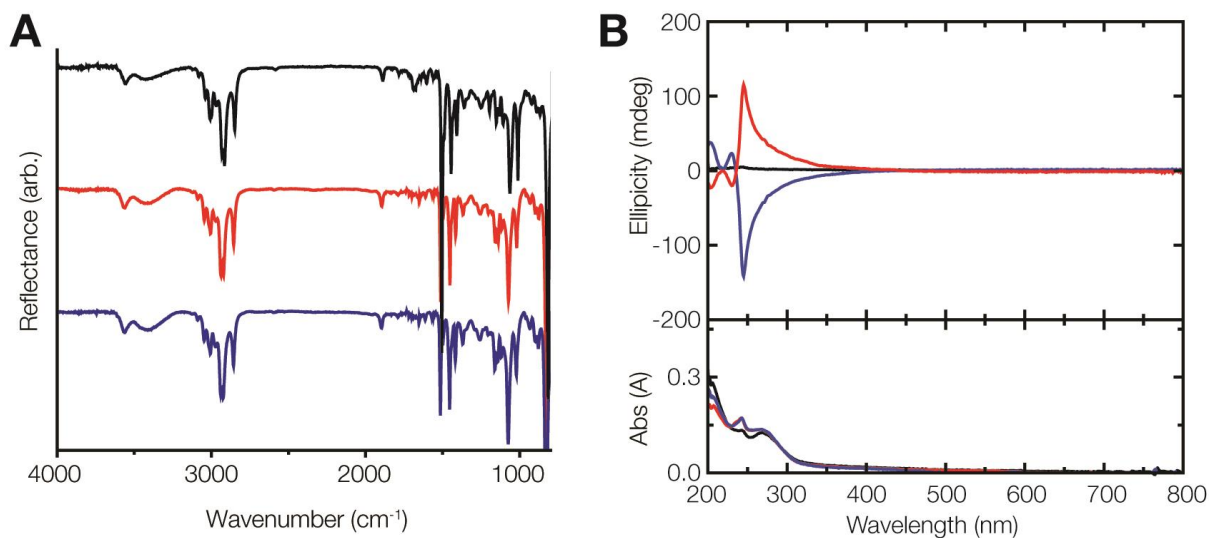 A
Reflectance (arb.)
4000
3000
2000
1000
Wavenumber (cm-1)
B
200
100
0
-100
-200
Ellipicity (mdeg)
0.3
0.0
Abs (A)
200
300
400
500
600
700
800
Wavelength (nm)